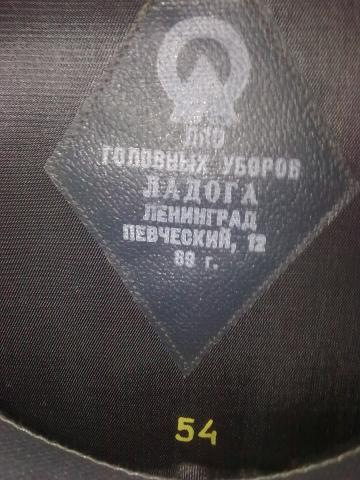 ЛПО
ГОЛОВНЫХ УБОРОВ
ЛАДОГА
ЛЕНИНГРАД
ПЕВЧЕСКИЙ, 12
89 г.
54